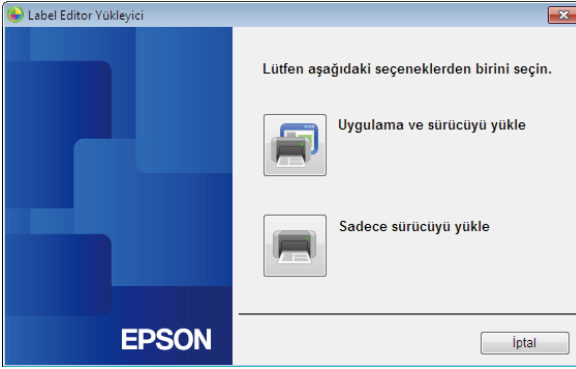 Label Editor Yükleyici
Lütfen aşağıdaki seçeneklerden birini seçin.
Uygulama ve sürücüyü yükle
Sadece sürücüyü yükle
EPSON
İptal